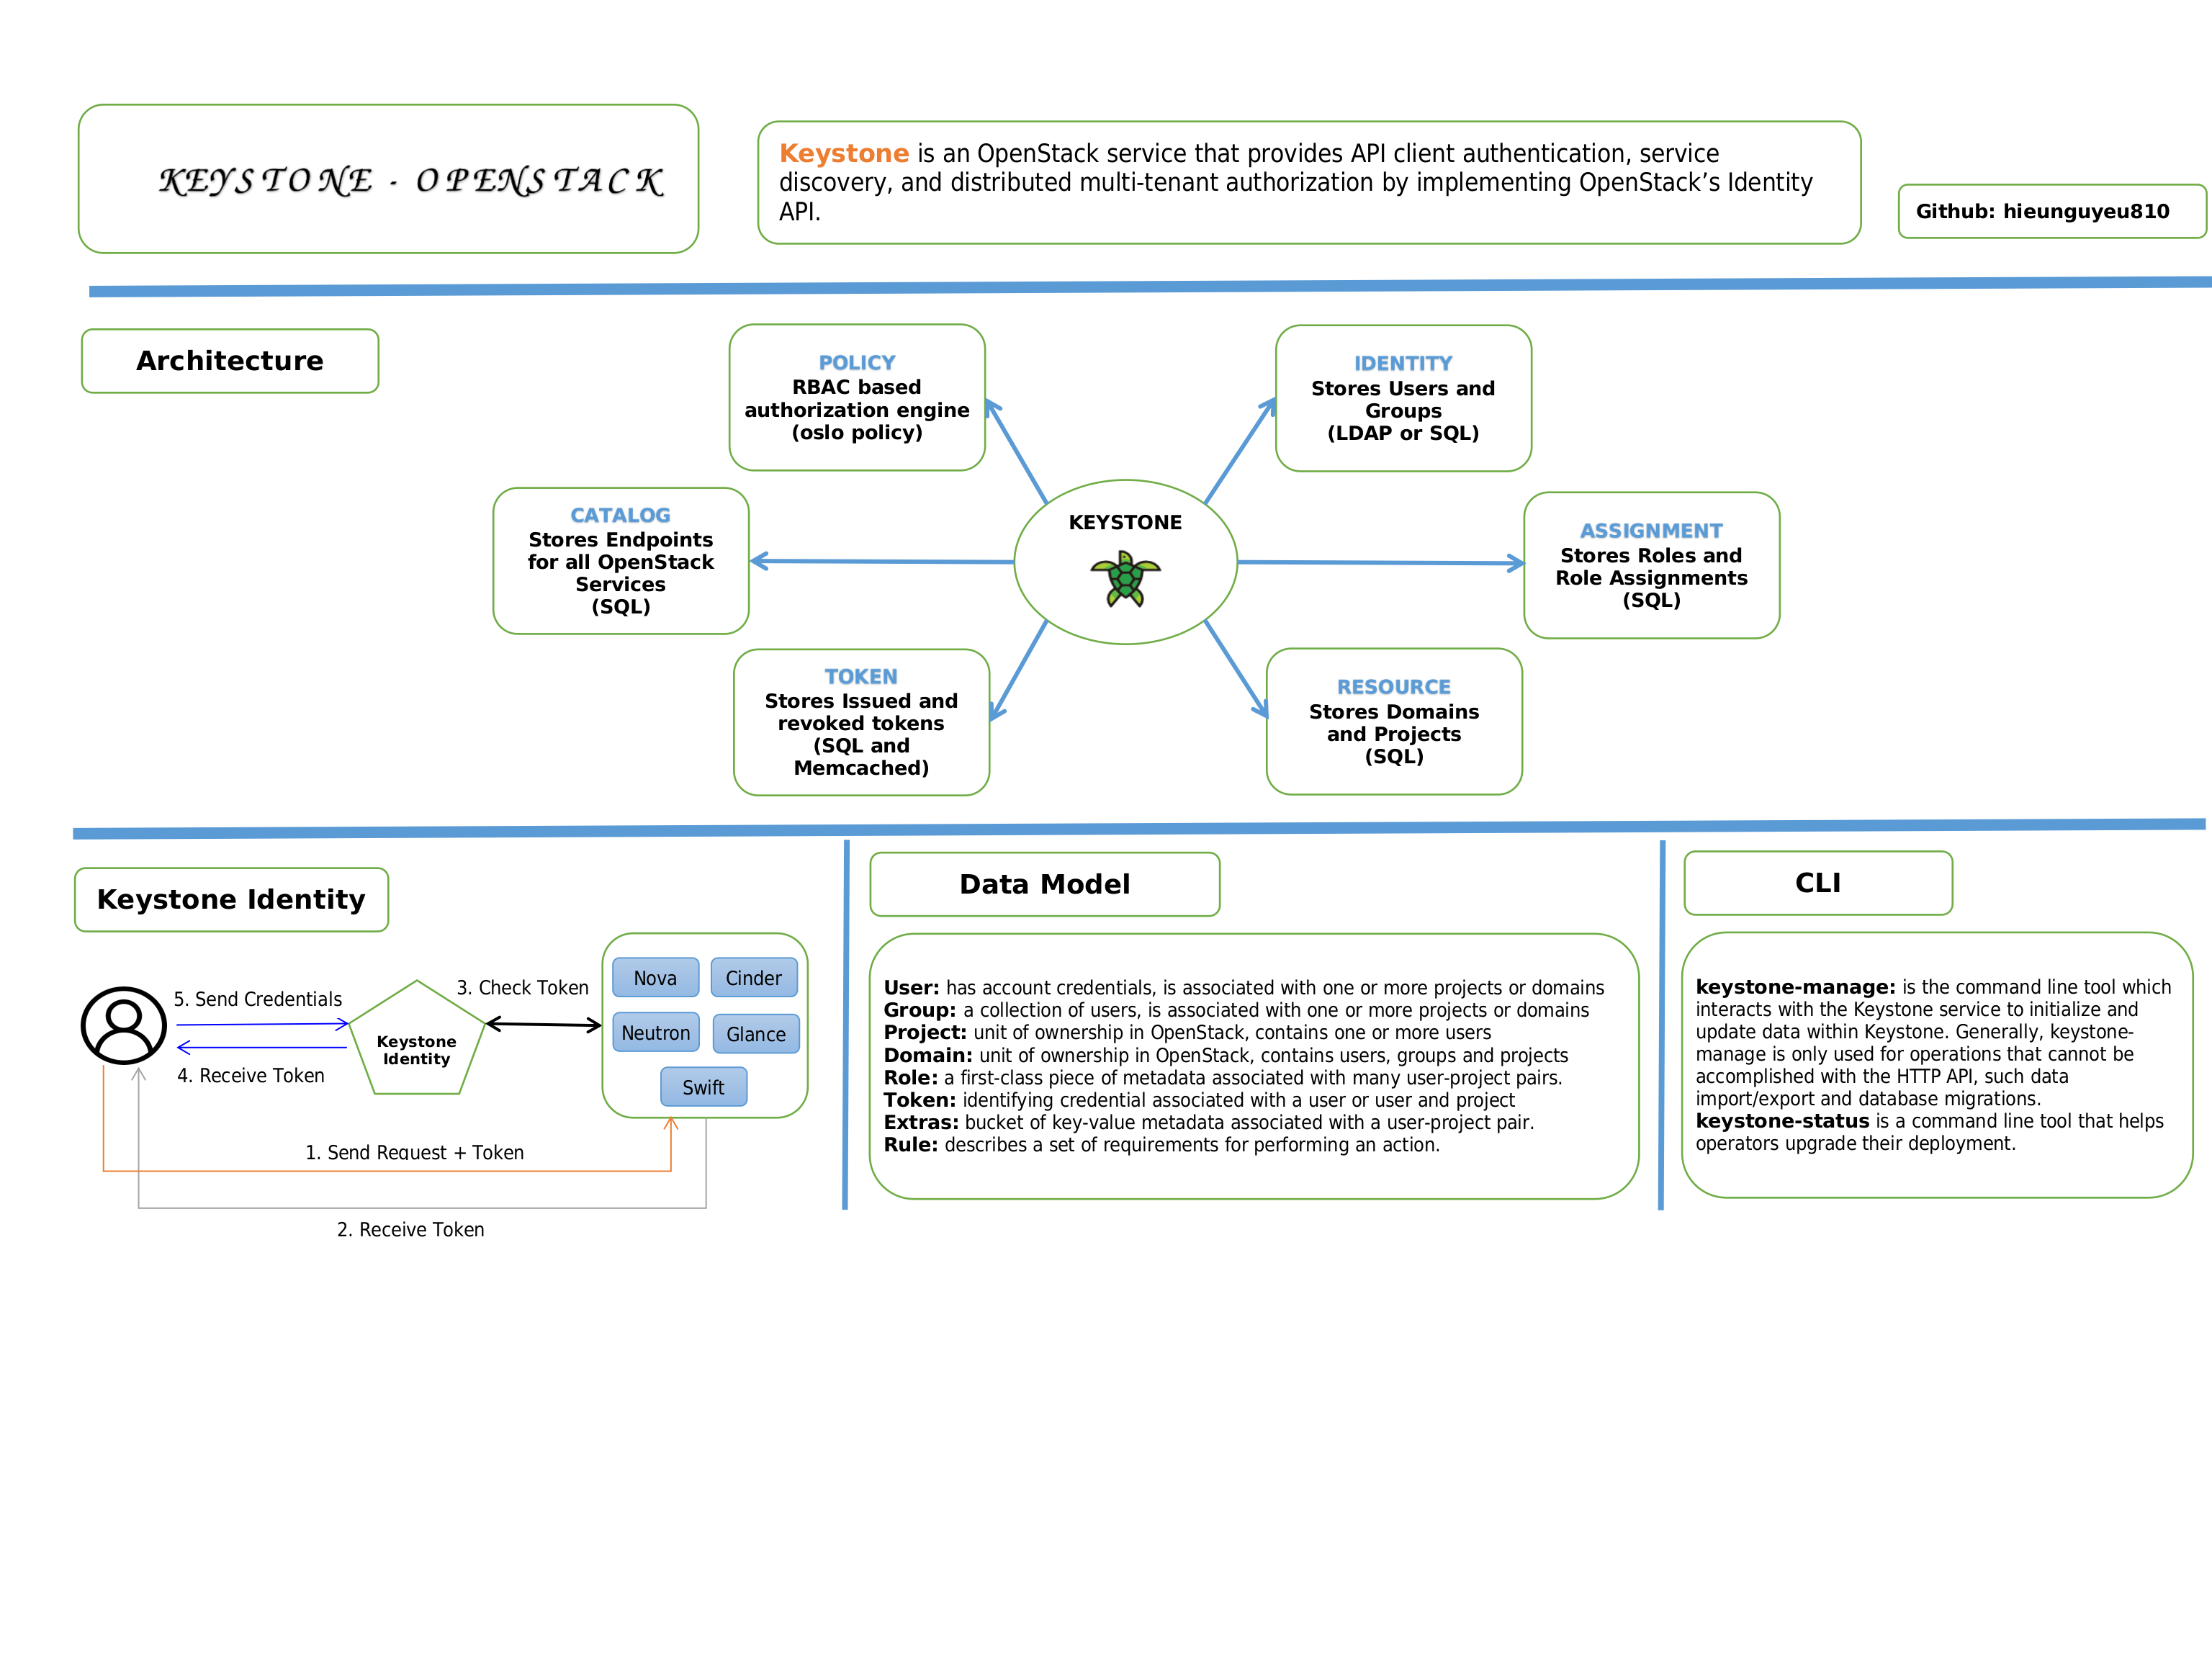 KEYSTONE - OPENSTACK
Keystone is an OpenStack service that provides API client authentication, service
discovery, and distributed multi-tenant authorization by implementing OpenStack’s Identity
API.
Github: hieunguyeu810
Architecture
POLICY
RBAC based
authorization engine
(oslo policy)
IDENTITY
Stores Users and
Groups
(LDAP or SQL)
CATALOG
Stores Endpoints
for all OpenStack
Services
(SQL)
KEYSTONE
ASSIGNMENT
Stores Roles and
Role Assignments
(SQL)
TOKEN
Stores Issued and
revoked tokens
(SQL and
Memcached)
RESOURCE
Stores Domains
and Projects
(SQL)
Keystone Identity
5. Send Credentials
4. Receive Token
Keystone
Identity
3. Check Token
Nova
Cinder
Neutron
Glance
Swift
1. Send Request + Token
2. Receive Token
Data Model
User: has account credentials, is associated with one or more projects or domains
Group: a collection of users, is associated with one or more projects or domains
Project: unit of ownership in OpenStack, contains one or more users
Domain: unit of ownership in OpenStack, contains users, groups and projects
Role: a first-class piece of metadata associated with many user-project pairs.
Token: identifying credential associated with a user or user and project
Extras: bucket of key-value metadata associated with a user-project pair.
Rule: describes a set of requirements for performing an action.
CLI
keystone-manage: is the command line tool which
interacts with the Keystone service to initialize and
update data within Keystone. Generally, keystone-
manage is only used for operations that cannot be
accomplished with the HTTP API, such data
import/export and database migrations.
keystone-status is a command line tool that helps
operators upgrade their deployment.